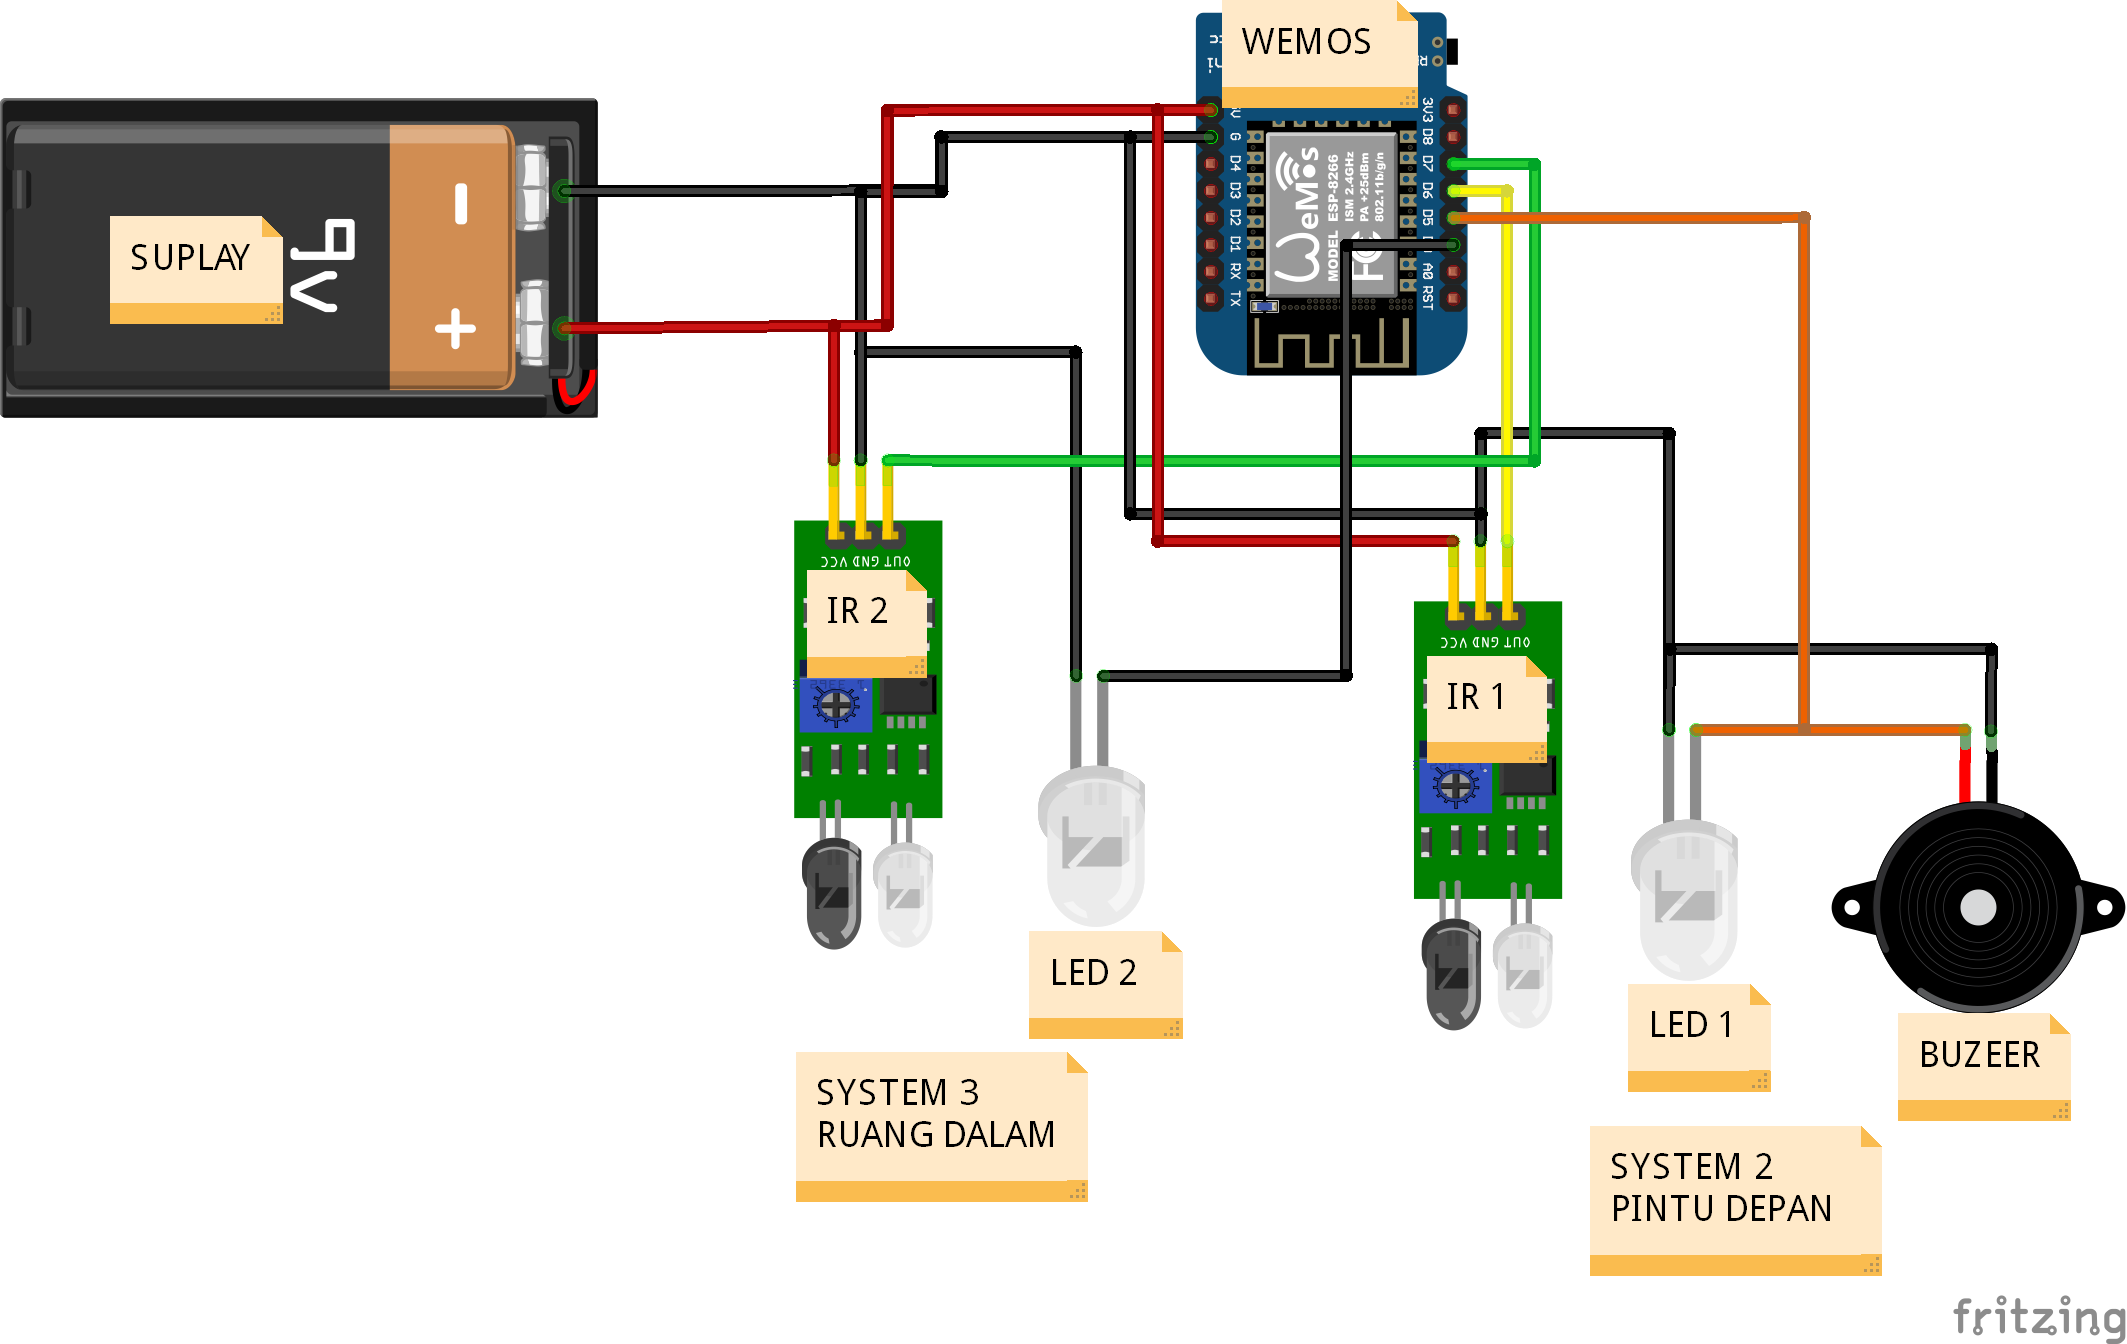 WEMOS
SUPLAY
9V
-
+
G
D4
D3
D2
D1
RX
TX
3V3
D8
D7
D6
D5
A0
RST
WeMos
MODEL ESP-8266
ISM 2.4GHz
PA +25dBm
802.11b/g/n
FC
OUT GND VCC
IR 2
OUT GND VCC
IR 1
LED 2
LED 1
BUZEER
SYSTEM 3
RUANG DALAM
SYSTEM 2
PINTU DEPAN
fritzing